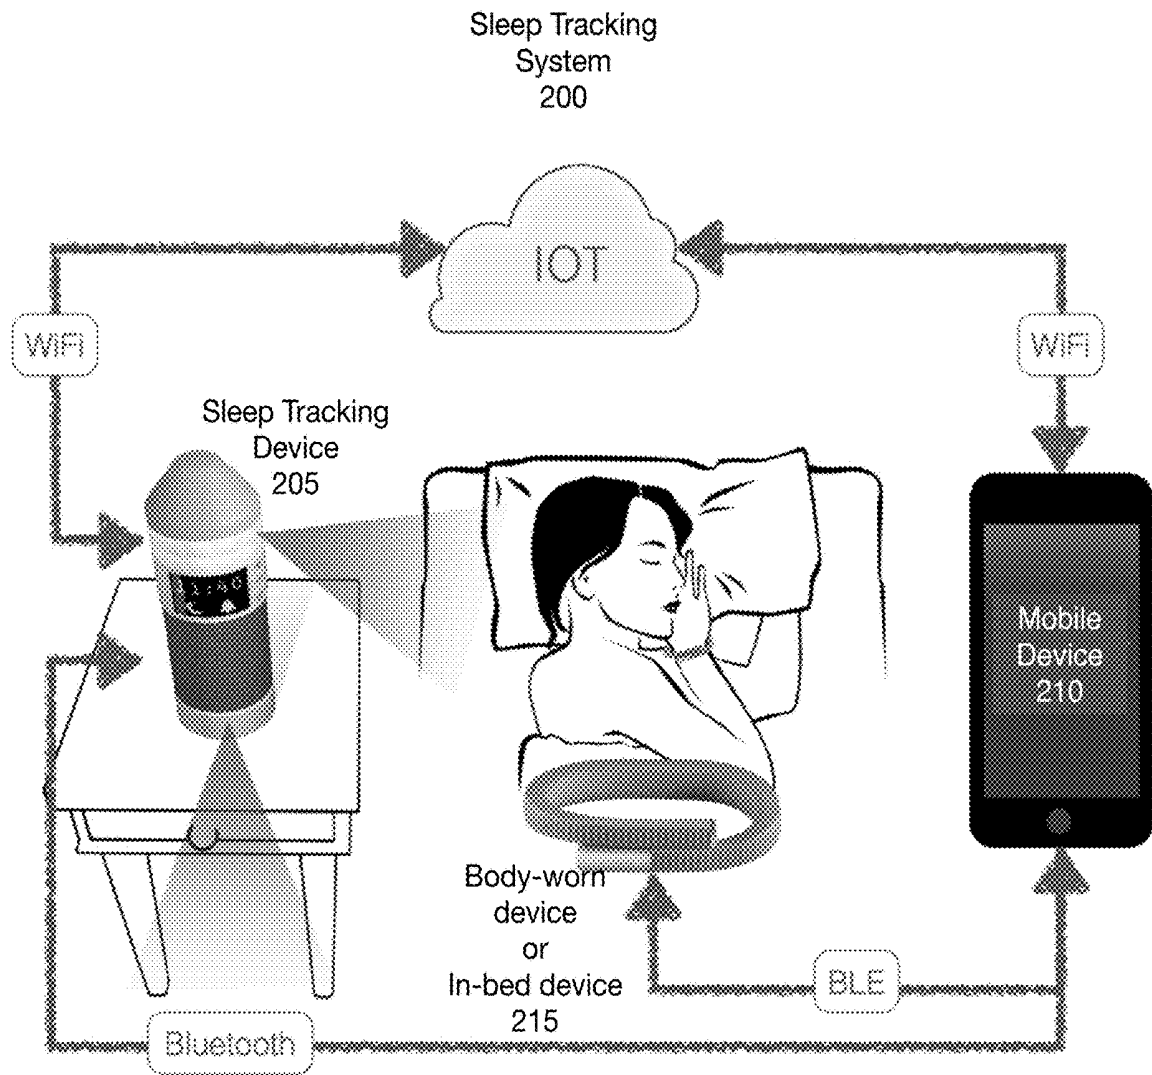 Sleep Tracking
System
200
IOT
WiFi
WiFi
Sleep Tracking
Device
205
Mobile
Device
210
Body-worn
device
or
In-bed device
215
BLE
Bluetooth